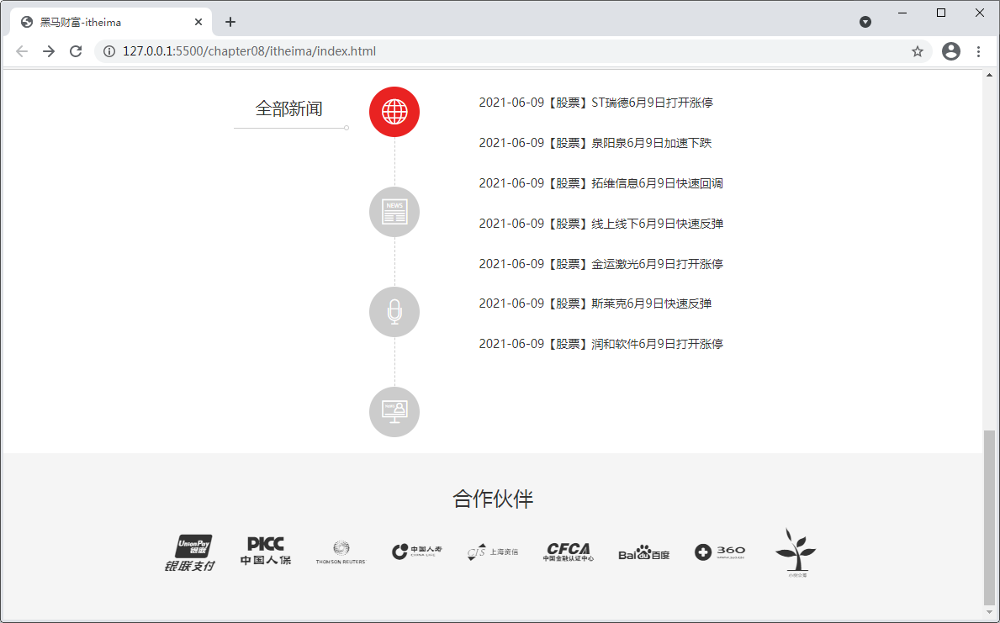 黑马财富-itheima
127.0.0.1:5500/chapter08/itheima/index.html
全部新闻
2021-06-09【股票】ST瑞德6月9日打开涨停
2021-06-09【股票】泉阳泉6月9日加速下跌
2021-06-09【股票】拓维信息6月9日快速回调
NEWS
2021-06-09【股票】线上线下6月9日快速反弹
2021-06-09【股票】金运激光6月9日打开涨停
2021-06-09【股票】斯莱克6月9日快速反弹
2021-06-09【股票】润和软件6月9日打开涨停
合作伙伴
UnionPay
银联
银联支付
PICC
中国人保
THOMSON REUTERS
中国人寿
CHINA LIFE
CIS 上海资信
CFCA
中国金融认证中心
Bai du 百度
360